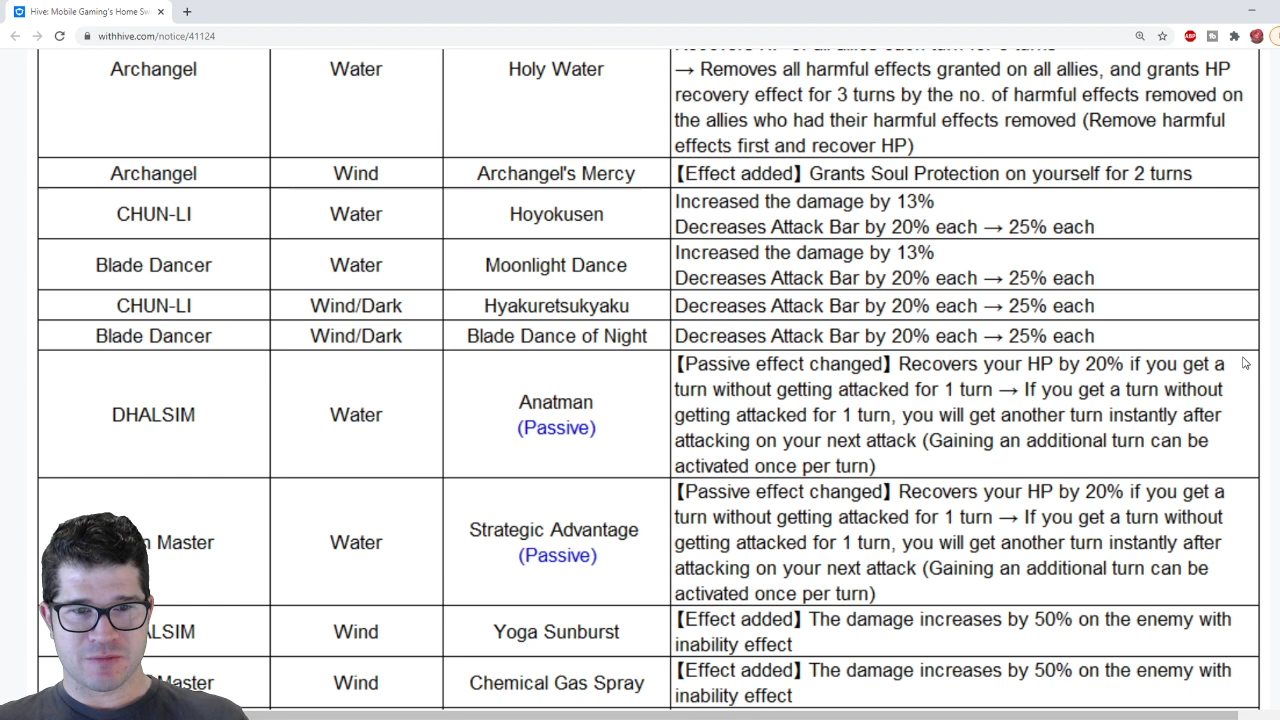 Hive: Mobile Gaming's Home Sw
withhive.com/notice/41124
ABP
Archangel Water Holy Water
→ Removes all harmful effects granted on all allies, and grants HP
recovery effect for 3 turns by the no. of harmful effects removed on
the allies who had their harmful effects removed (Remove harmful
effects first and recover HP)
Archangel Wind Archangel's Mercy 【Effect added】 Grants Soul Protection on yourself for 2 turns
CHUN-LI Water Hoyokusen
Increased the damage by 13%
Decreases Attack Bar by 20% each → 25% each
Blade Dancer Water Moonlight Dance
Increased the damage by 13%
Decreases Attack Bar by 20% each → 25% each
CHUN-LI Wind/Dark Hyakuretsukyaku Decreases Attack Bar by 20% each → 25% each
Blade Dancer Wind/Dark Blade Dance of Night Decreases Attack Bar by 20% each → 25% each
DHALSIM Water Anatman
(Passive)
【Passive effect changed】 Recovers your HP by 20% if you get a
turn without getting attacked for 1 turn → If you get a turn without
getting attacked for 1 turn, you will get another turn instantly after
attacking on your next attack (Gaining an additional turn can be
activated once per turn)
Master Water Strategic Advantage
(Passive)
【Passive effect changed】 Recovers your HP by 20% if you get a
turn without getting attacked for 1 turn → If you get a turn without
getting attacked for 1 turn, you will get another turn instantly after
attacking on your next attack (Gaining an additional turn can be
activated once per turn)
ALSIM Wind Yoga Sunburst
【Effect added】 The damage increases by 50% on the enemy with
inability effect
Master Wind Chemical Gas Spray
【Effect added】 The damage increases by 50% on the enemy with
inability effect